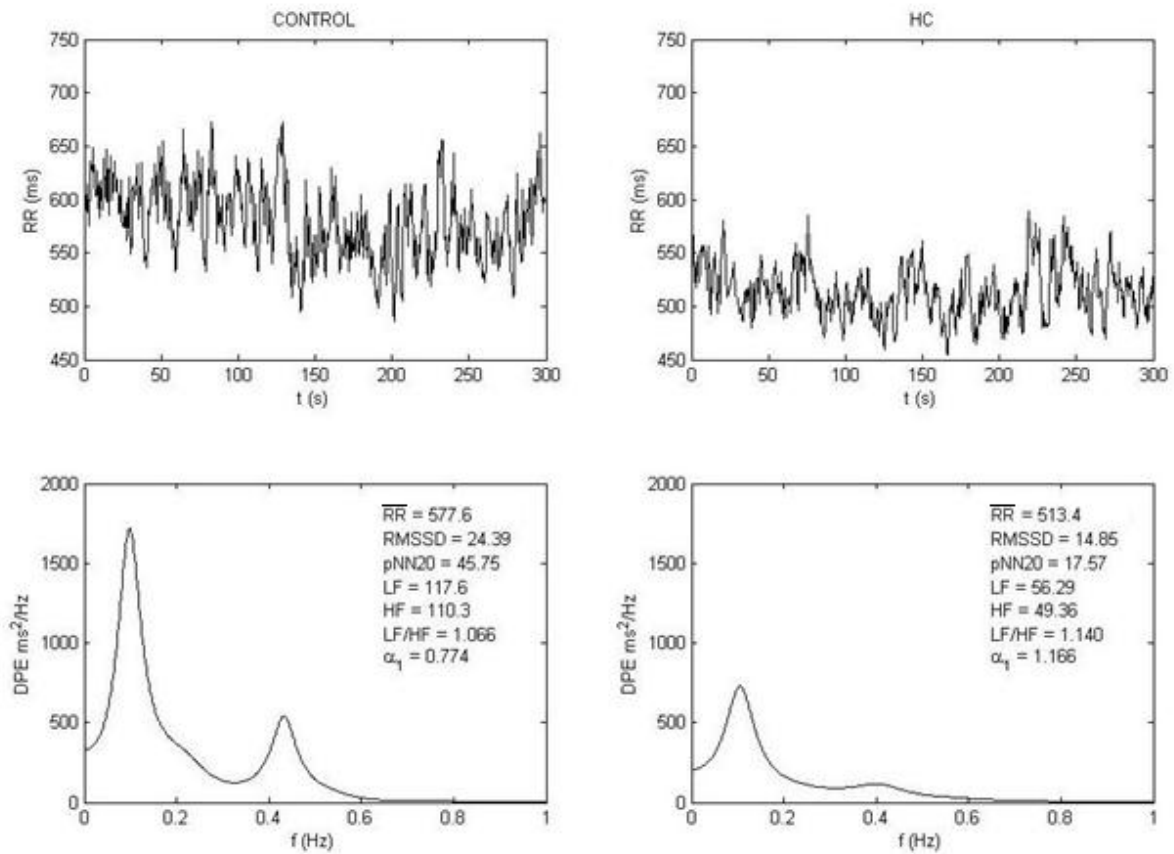 CONTROL
750
700
650
600
550
500
450
RR (ms)
0 50 100 150 200 250 300
t (s)
HC
750
700
650
600
550
500
450
RR (ms)
0 50 100 150 200 250 300
t (s)
2000
1500
1000
500
0
DPE ms²/Hz
R̅R̅ = 577.6
RMSSD = 24.39
pNN20 = 45.75
LF = 117.6
HF = 110.3
LF/HF = 1.066
α₁ = 0.774
0 0.2 0.4 0.6 0.8 1
f (Hz)
2000
1500
1000
500
0
DPE ms²/Hz
R̅R̅ = 513.4
RMSSD = 14.85
pNN20 = 17.57
LF = 56.29
HF = 49.36
LF/HF = 1.140
α₁ = 1.166
0 0.2 0.4 0.6 0.8 1
f (Hz)